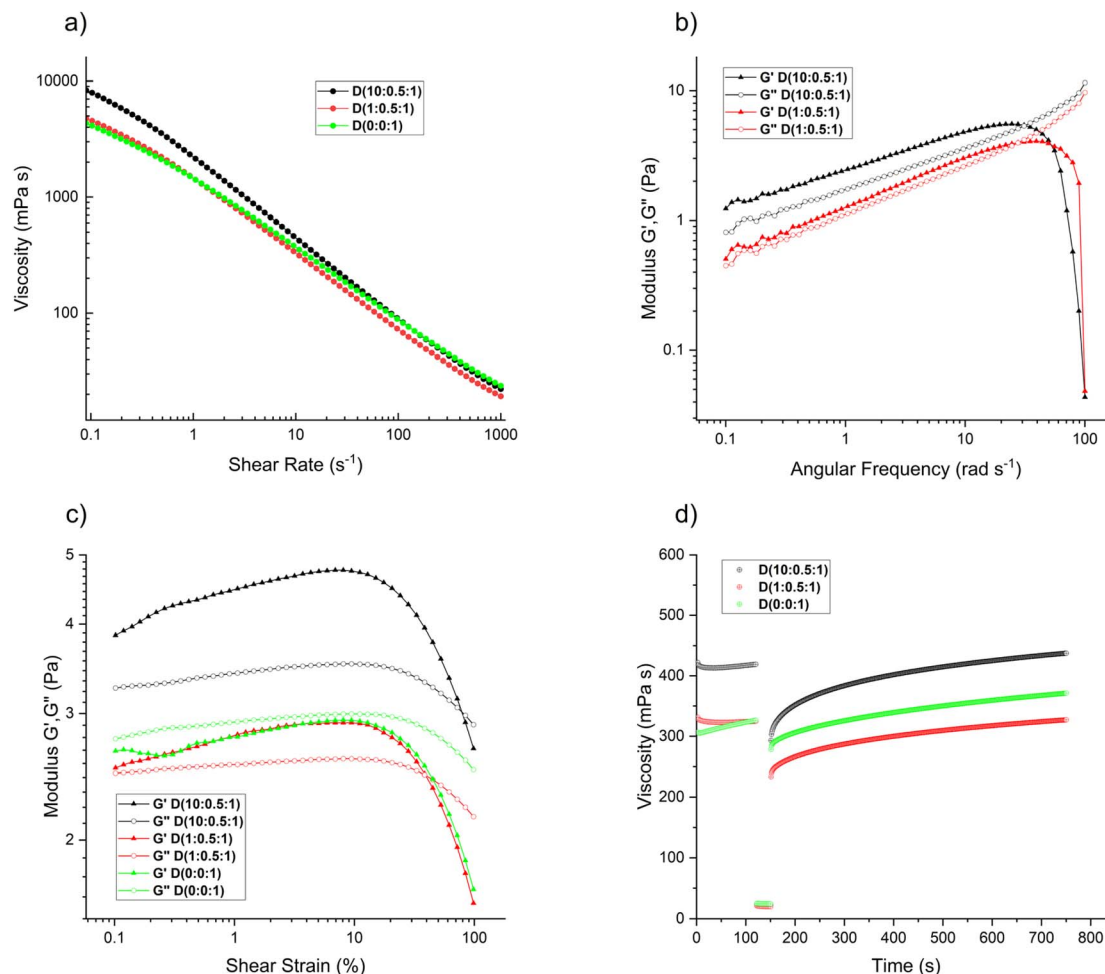 a)
10000
1000
100
Viscosity (mPa s)
D(10:0.5:1)
D(1:0.5:1)
D(0:0:1)
0.1 1 10 100 1000
Shear Rate (s⁻¹)
b)
10
1
0.1
Modulus G',G" (Pa)
G' D(10:0.5:1)
G" D(10:0.5:1)
G' D(1:0.5:1)
G" D(1:0.5:1)
0.1 1 10 100
Angular Frequency (rad s⁻¹)
c)
5
4
3
2
Modulus G',G" (Pa)
G' D(10:0.5:1)
G" D(10:0.5:1)
G' D(1:0.5:1)
G" D(1:0.5:1)
G' D(0:0:1)
G" D(0:0:1)
0.1 1 10 100
Shear Strain (%)
d)
600
500
400
300
200
100
0
Viscosity (mPa s)
D(10:0.5:1)
D(1:0.5:1)
D(0:0:1)
0 100 200 300 400 500 600 700 800
Time (s)